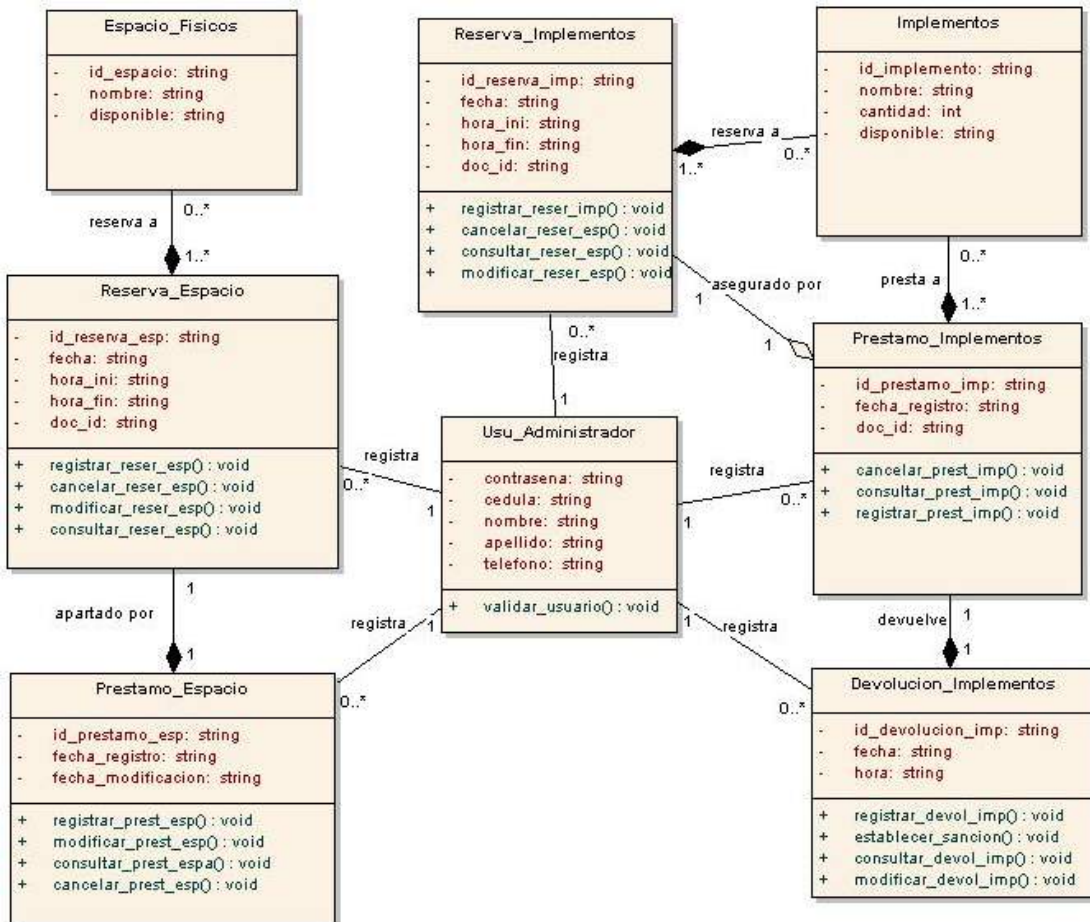 Espacio_Fisicos
- id_espacio: string
- nombre: string
- disponible: string
Reserva_Implementos
- id_reserva_imp: string
- fecha: string
- hora_ini: string
- hora_fin: string
- doc_id: string
+ registrar_reser_imp() : void
+ cancelar_reser_esp() : void
+ consultar_reser_esp() : void
+ modificar_reser_esp() : void
Implementos
- id_implemento: string
- nombre: string
- cantidad: int
- disponible: string
reserva a
1..*
0..*
0..*
reserva a
1..*
0..*
presta a
1..*
asegurado por
1
1
0..*
registra
1
Reserva_Espacio
- id_reserva_esp: string
- fecha: string
- hora_ini: string
- hora_fin: string
- doc_id: string
+ registrar_reser_esp() : void
+ cancelar_reser_esp() : void
+ modificar_reser_esp() : void
+ consultar_reser_esp() : void
Usu_Administrador
- contrasena: string
- cedula: string
- nombre: string
- apellido: string
- telefono: string
+ validar_usuario() : void
Prestamo_Implementos
- id_prestamo_imp: string
- fecha_registro: string
- doc_id: string
+ cancelar_prest_imp() : void
+ consultar_prest_imp() : void
+ registrar_prest_imp() : void
registra
0..*
1
registra
0..*
1
1
apartado por
1
registra
1
0..*
registra
1
0..*
devuelve
1
1
Prestamo_Espacio
- id_prestamo_esp: string
- fecha_registro: string
- fecha_modificacion: string
+ registrar_prest_esp() : void
+ modificar_prest_esp() : void
+ consultar_prest_espa() : void
+ cancelar_prest_esp() : void
Devolucion_Implementos
- id_devolucion_imp: string
- fecha: string
- hora: string
+ registrar_devol_imp() : void
+ establecer_sancion() : void
+ consultar_devol_imp() : void
+ modificar_devol_imp() : void